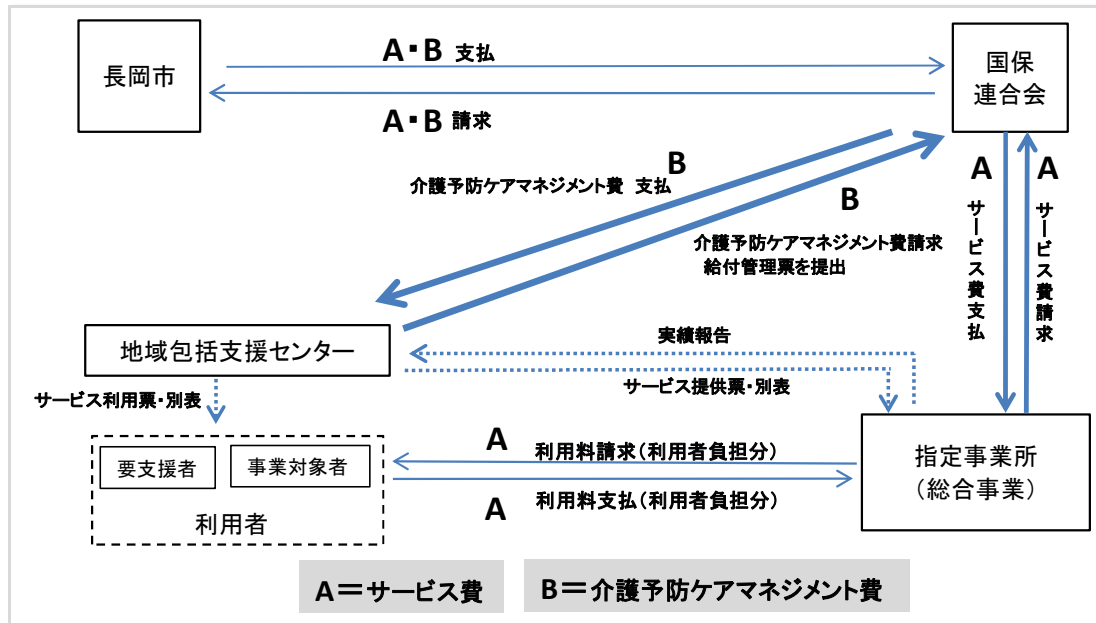 長岡市
A・B 支払
A・B 請求
国保
連合会
B
介護予防ケアマネジメント費 支払
B
介護予防ケアマネジメント費請求
給付管理票を提出
A
サービス費支払
A
サービス費請求
地域包括支援センター
実績報告
サービス提供票・別表
サービス利用票・別表
要支援者
事業対象者
利用者
A
利用料請求(利用者負担分)
A
利用料支払(利用者負担分)
指定事業所
(総合事業)
A=サービス費
B=介護予防ケアマネジメント費